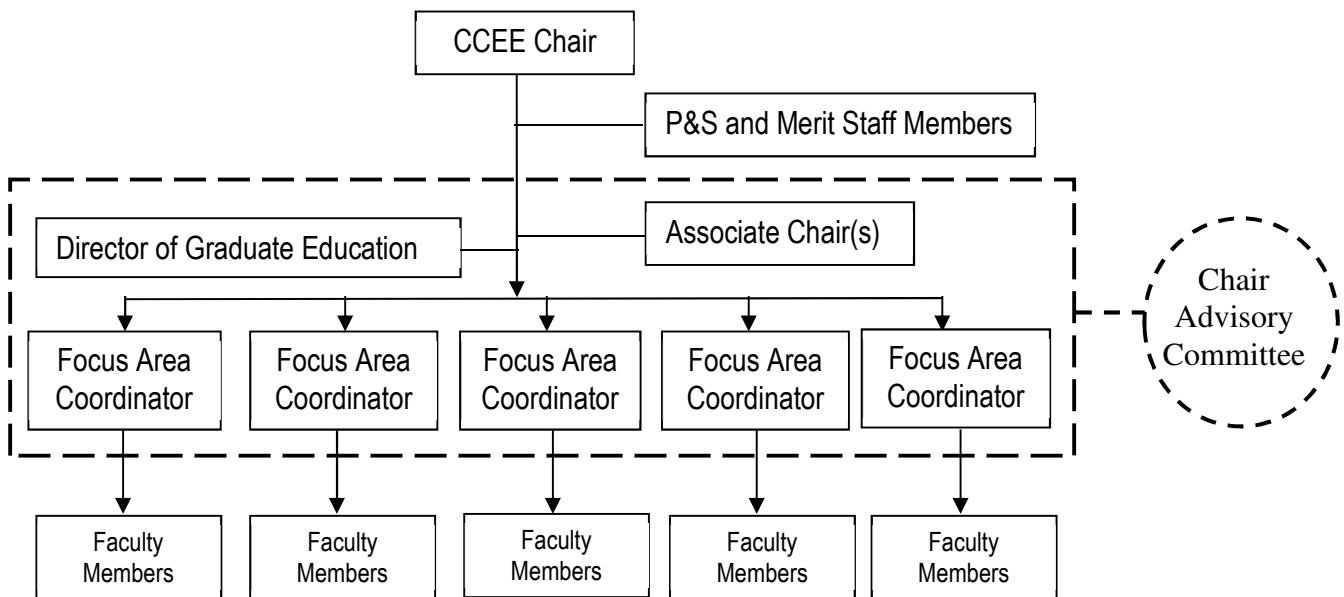 CCEE Chair
P&S and Merit Staff Members
Director of Graduate Education
Associate Chair(s)
Chair
Advisory
Committee
Focus Area
Coordinator
Focus Area
Coordinator
Focus Area
Coordinator
Focus Area
Coordinator
Focus Area
Coordinator
Faculty
Members
Faculty
Members
Faculty
Members
Faculty
Members
Faculty
Members